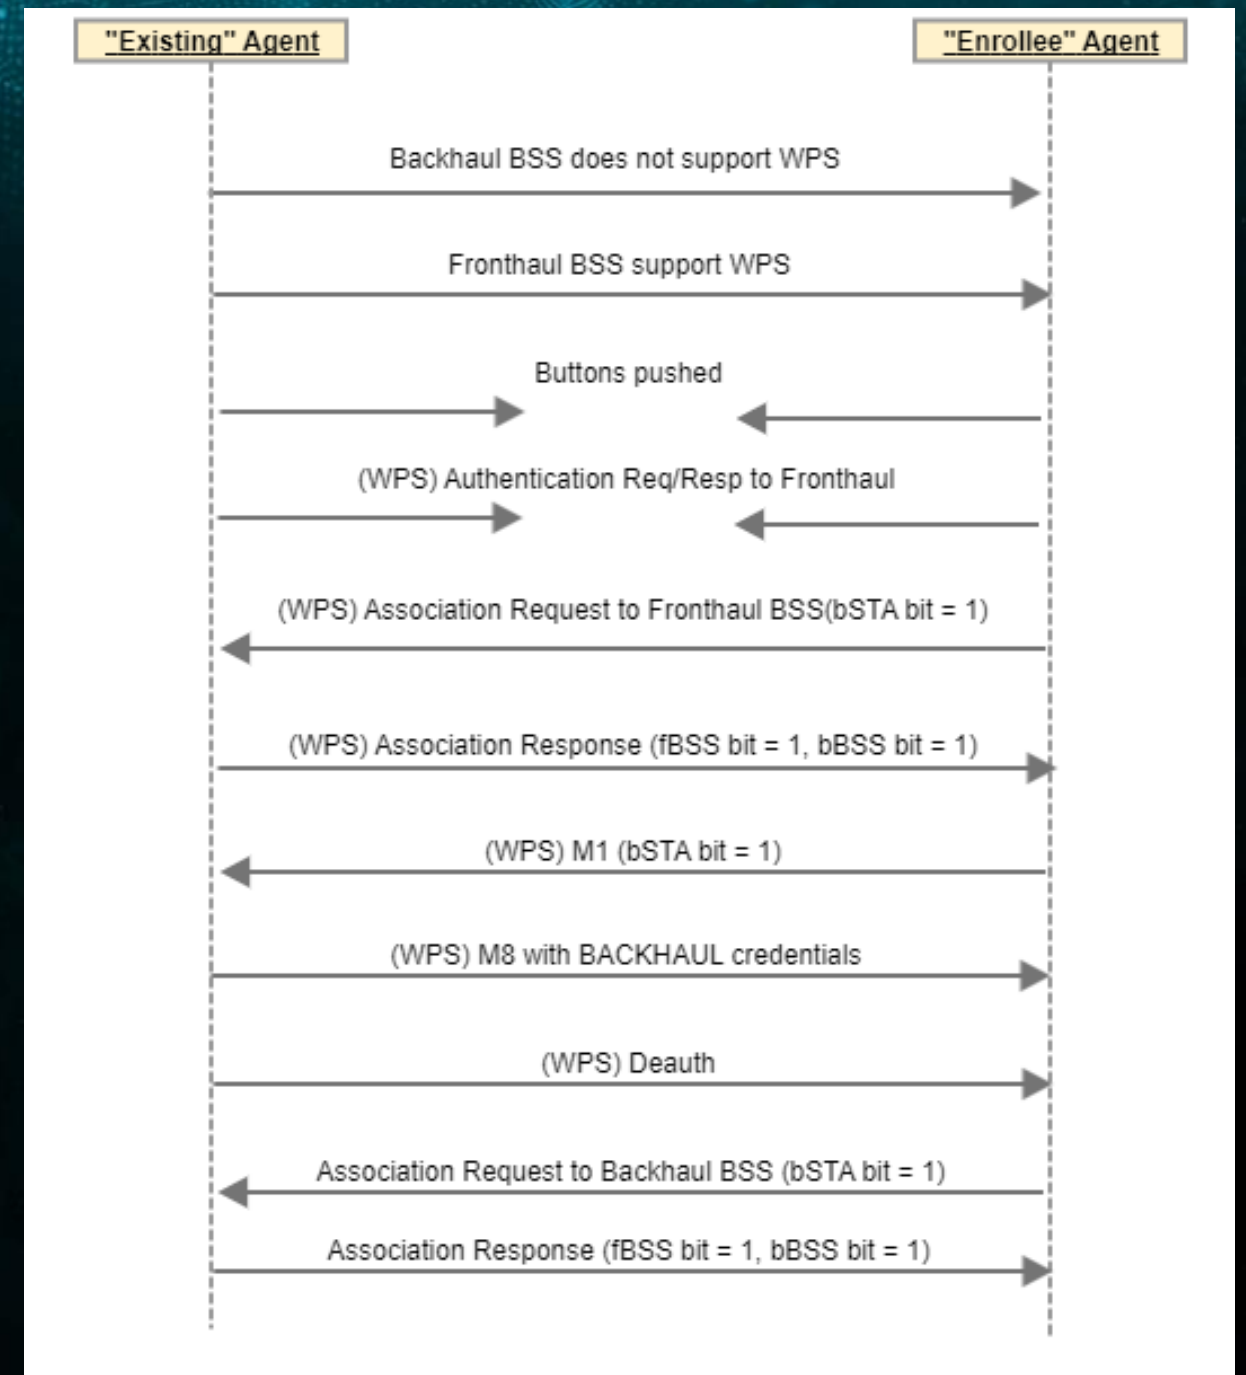 "Existing" Agent
"Enrollee" Agent
Backhaul BSS does not support WPS
Fronthaul BSS support WPS
Buttons pushed
(WPS) Authentication Req/Resp to Fronthaul
(WPS) Association Request to Fronthaul BSS(bSTA bit = 1)
(WPS) Association Response (fBSS bit = 1, bBSS bit = 1)
(WPS) M1 (bSTA bit = 1)
(WPS) M8 with BACKHAUL credentials
(WPS) Deauth
Association Request to Backhaul BSS (bSTA bit = 1)
Association Response (fBSS bit = 1, bBSS bit = 1)